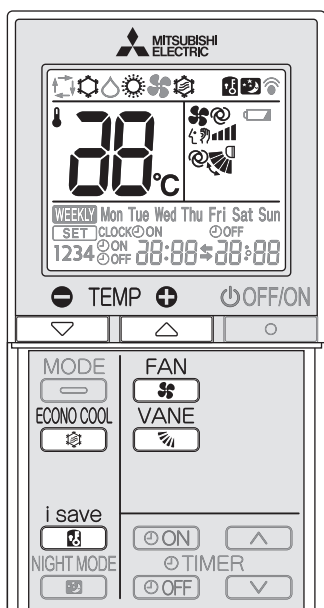 MITSUBISHI
ELECTRIC
88°C
WEEKLY Mon Tue Wed Thu Fri Sat Sun
SET CLOCK ON OFF
1234 ON OFF 88:88 88:88
TEMP OFF/ON
MODE FAN
ECONO COOL VANE
i save
ON
NIGHT MODE TIMER
OFF